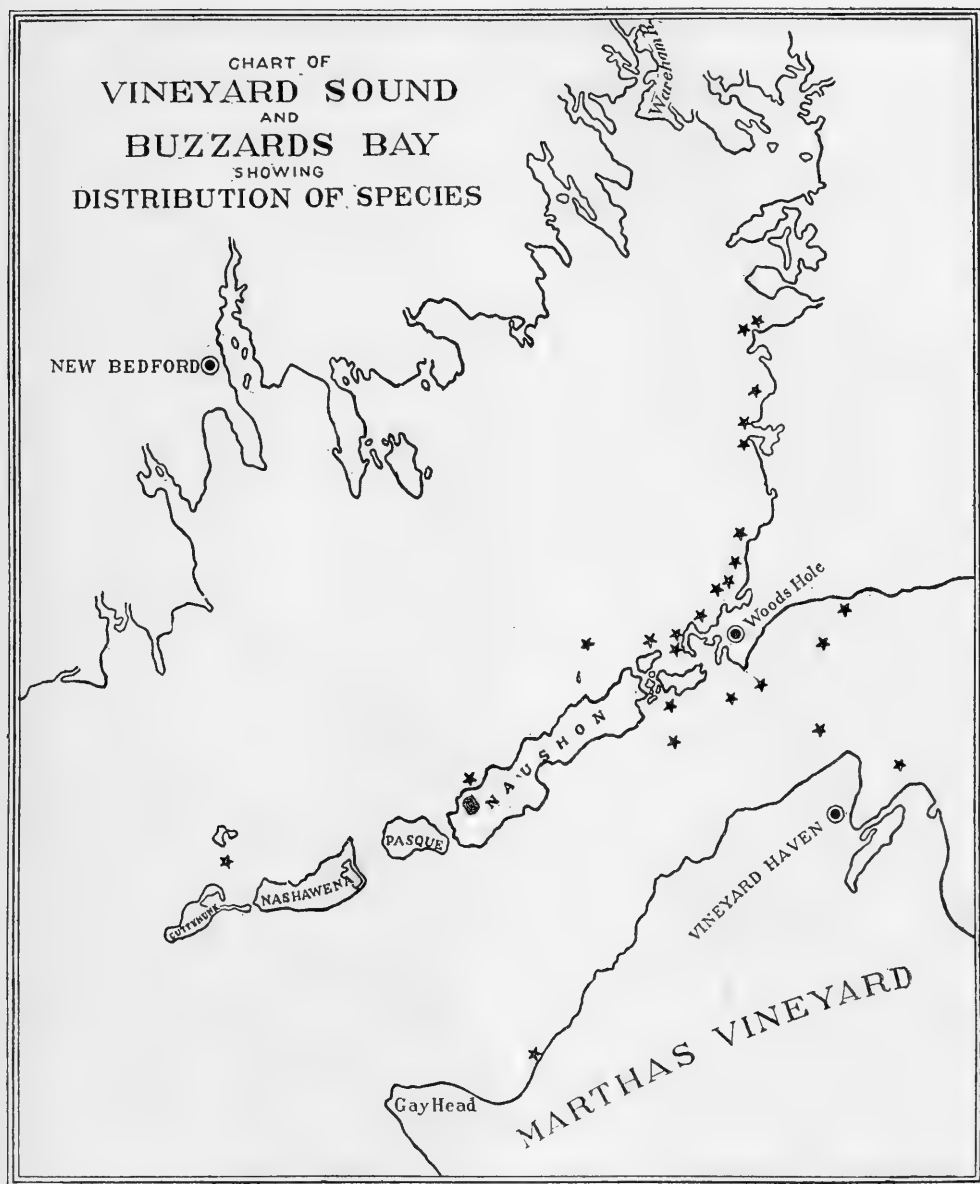 CHART OF
VINEYARD SOUND
AND
BUZZARDS BAY
SHOWING
DISTRIBUTION OF SPECIES
Wareham R.
NEW BEDFORD
Woods Hole
NAUSHON
PASQUE
NASHAWENA
CUTTYHUNK
VINEYARD HAVEN
MARTHAS VINEYARD
Gay Head